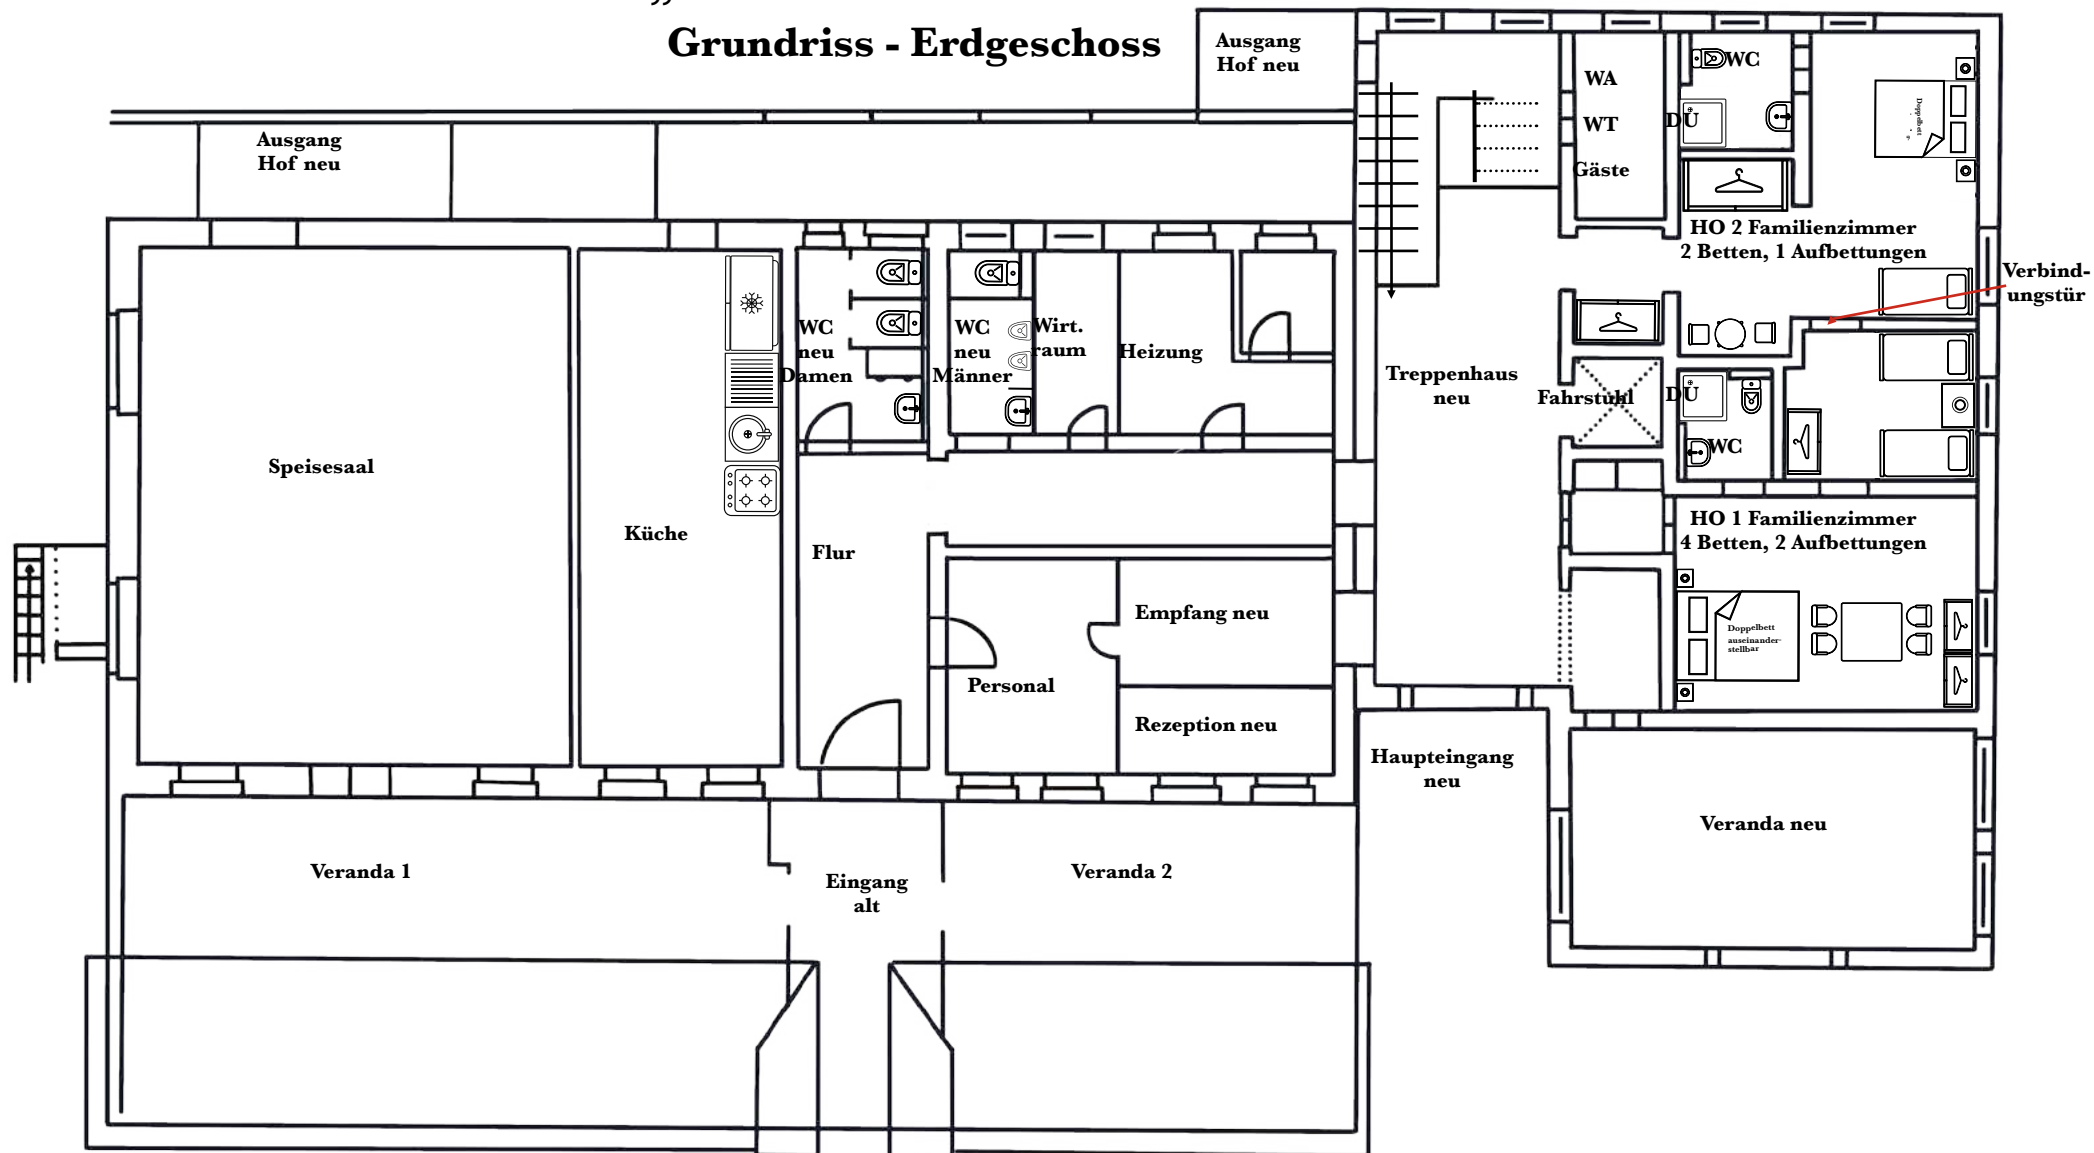 Grundriss - Erdgeschoss
Ausgang
Hof neu
Ausgang
Hof neu
WA
WT
Gäste
WC
DU
Doppelbett
HO 2 Familienzimmer
2 Betten, 1 Aufbettungen
Verbind-
ungstür
WC
neu
Damen
WC
neu
Männer
Wirt.
raum
Heizung
Treppenhaus
neu
Fahrstuhl
DU
WC
Speisesaal
Küche
Flur
HO 1 Familienzimmer
4 Betten, 2 Aufbettungen
Doppelbett
auseinander-
stellbar
Empfang neu
Personal
Rezeption neu
Haupteingang
neu
Veranda neu
Veranda 1
Eingang
alt
Veranda 2